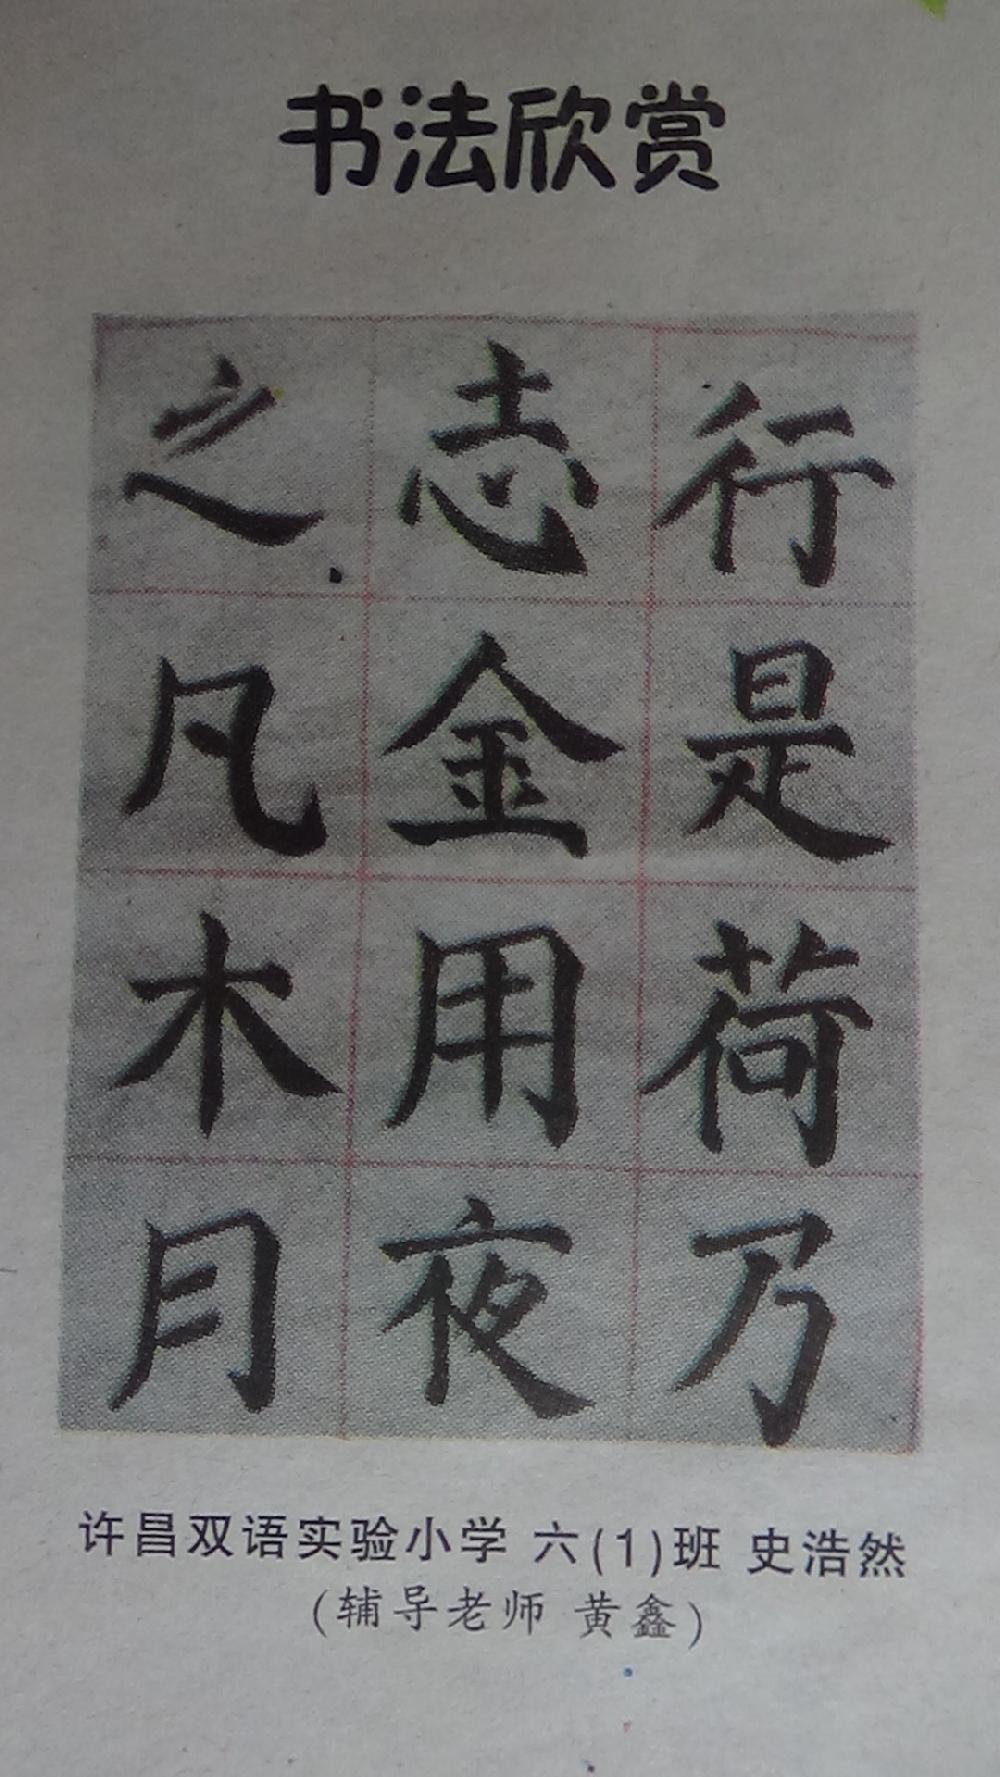 书法欣赏
行是荷乃
志金用夜
之凡木月
许昌双语实验小学 六(1)班 史浩然
(辅导老师 黄鑫)